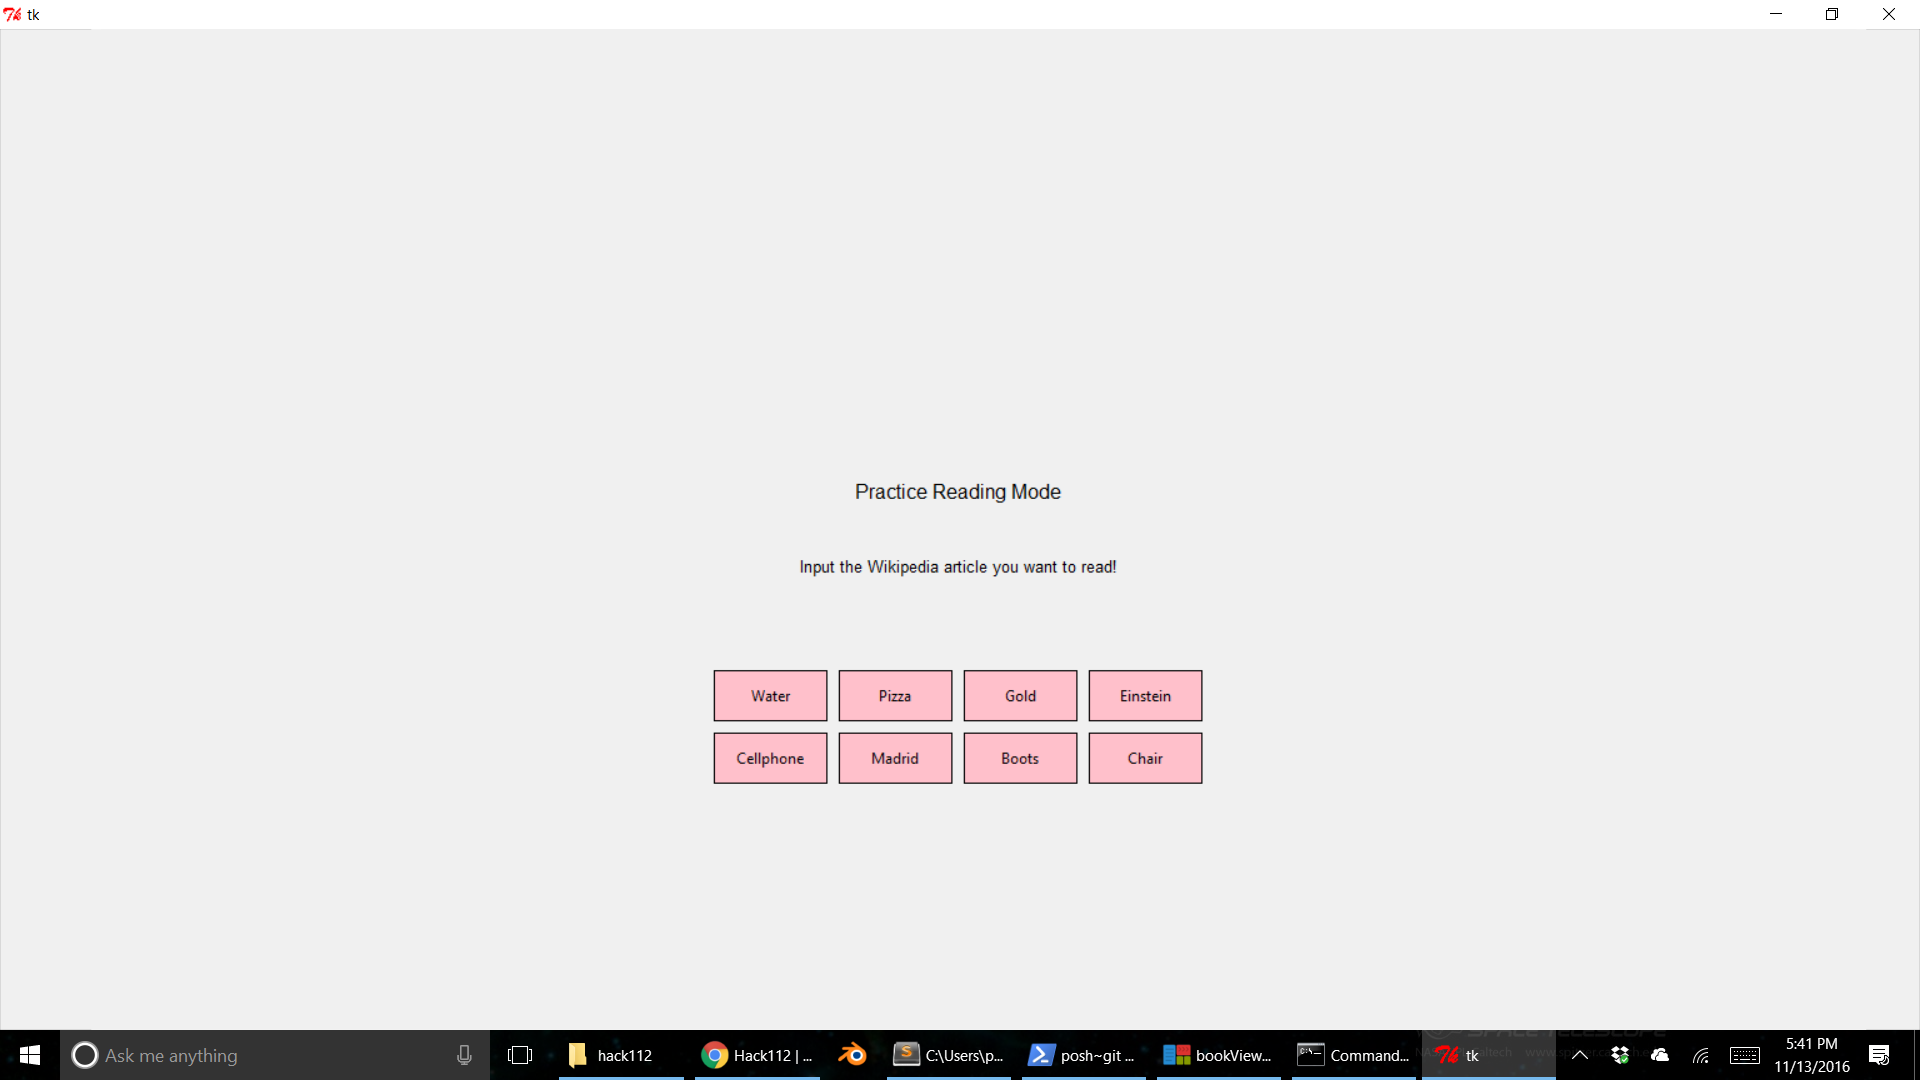 tk
Practice Reading Mode
Input the Wikipedia article you want to read!
Water Pizza Gold Einstein
Cellphone Madrid Boots Chair
Ask me anything hack112 Hack112 | ... C:\Users\p... posh~git ... bookView... Command... tk 5:41 PM
11/13/2016